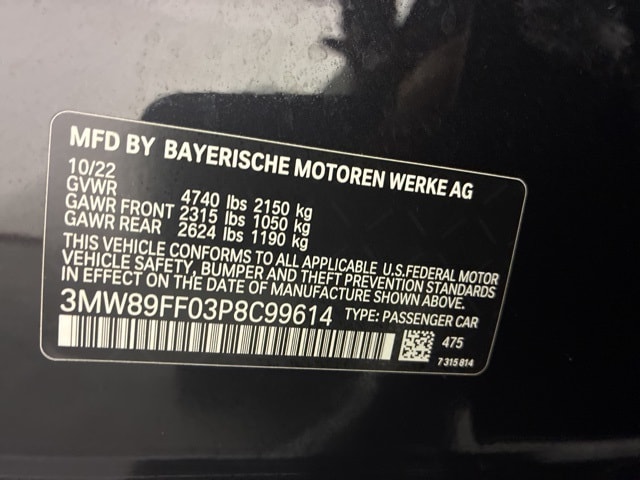 MFD BY BAYERISCHE MOTOREN WERKE AG
10/22
GVWR 4740 lbs 2150 kg
GAWR FRONT 2315 lbs 1050 kg
GAWR REAR 2624 lbs 1190 kg
THIS VEHICLE CONFORMS TO ALL APPLICABLE U.S.FEDERAL MOTOR
VEHICLE SAFETY, BUMPER AND THEFT PREVENTION STANDARDS
IN EFFECT ON THE DATE OF MANUFACTURE SHOWN ABOVE.
3MW89FF03P8C99614 TYPE: PASSENGER CAR
475
7 315 814